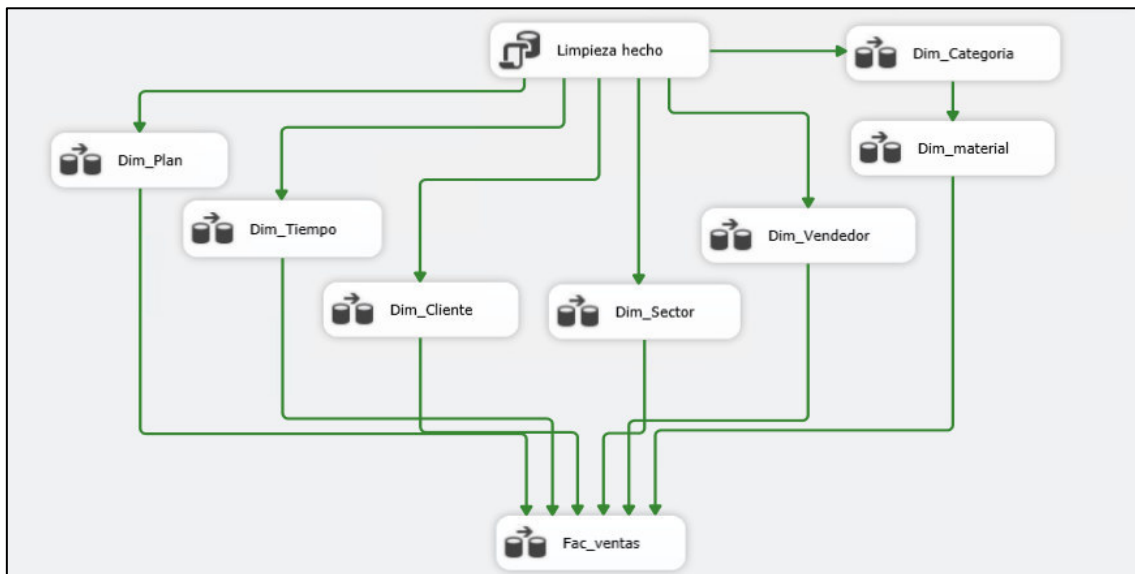 Limpieza hecho
Dim_Categoria
Dim_Plan
Dim_material
Dim_Tiempo
Dim_Vendedor
Dim_Cliente
Dim_Sector
Fac_ventas